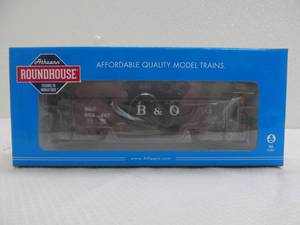 Athearn
ROUNDHOUSE
TRAINS IN
MINIATURE
AFFORDABLE QUALITY MODEL TRAINS.
B & O
B&O
www.Athearn.com